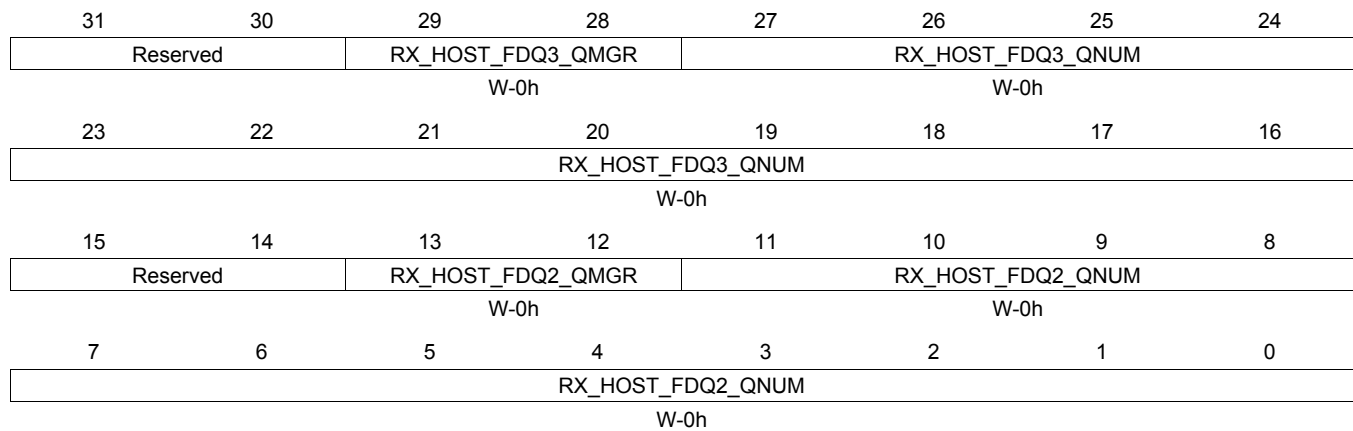 31 30 29 28 27 26 25 24
Reserved RX_HOST_FDQ3_QMGR RX_HOST_FDQ3_QNUM
W-0h W-0h
23 22 21 20 19 18 17 16
RX_HOST_FDQ3_QNUM
W-0h
15 14 13 12 11 10 9 8
Reserved RX_HOST_FDQ2_QMGR RX_HOST_FDQ2_QNUM
W-0h W-0h
7 6 5 4 3 2 1 0
RX_HOST_FDQ2_QNUM
W-0h